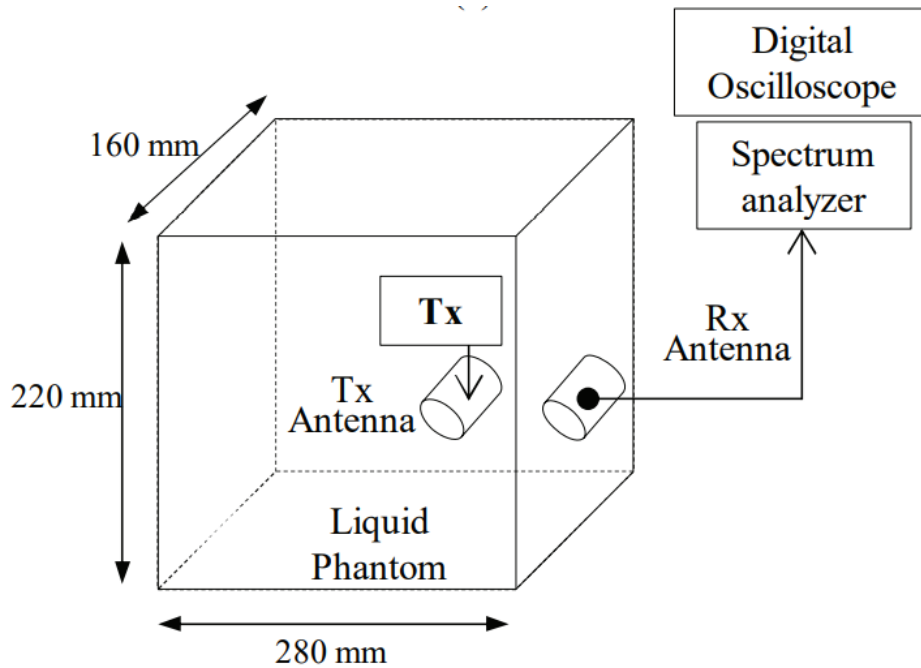 Digital
Oscilloscope
160 mm
Spectrum
analyzer
Tx
Rx
Antenna
Tx
Antenna
220 mm
Liquid
Phantom
280 mm